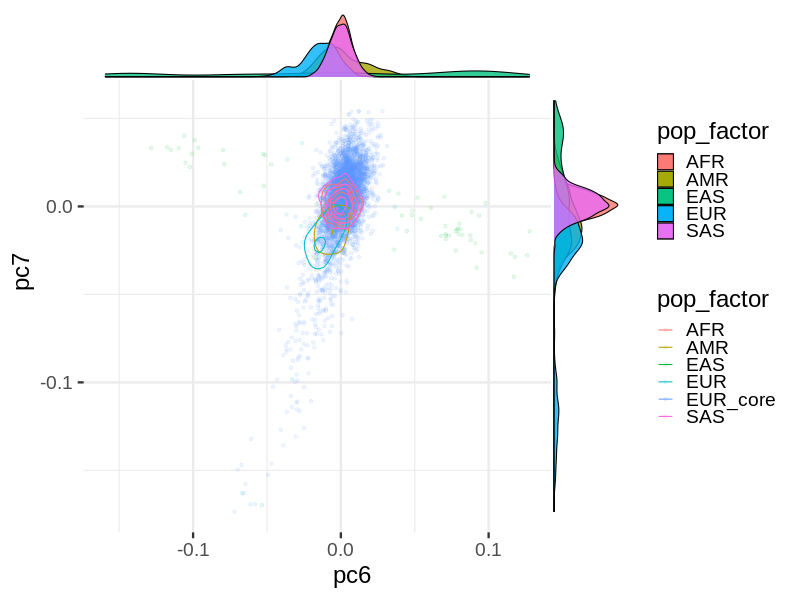 pop_factor
AFR
AMR
EAS
EUR
SAS
pop_factor
AFR
AMR
EAS
EUR
EUR_core
SAS
0.0
-0.1
pc7
-0.1
0.0
0.1
pc6